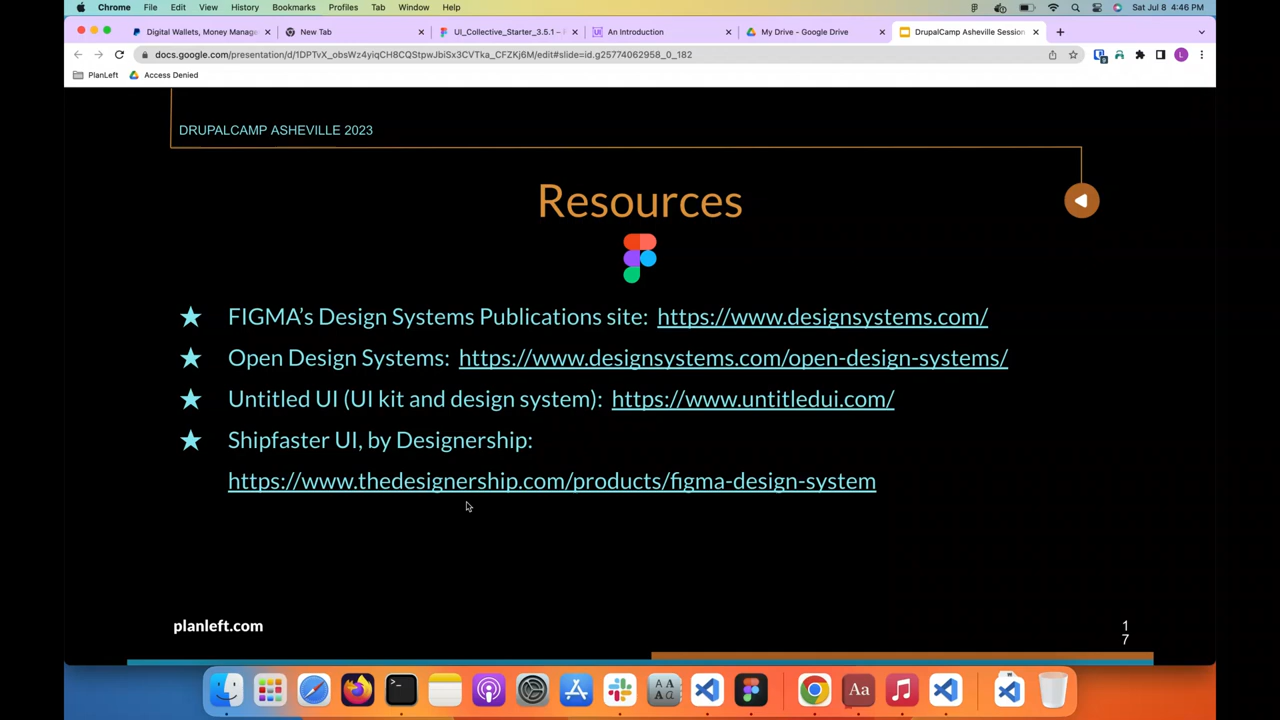 Chrome File Edit View History Bookmarks Profiles Tab Window Help Sat Jul 8 4:46 PM
Digital Wallets, Money Manage New Tab UI_Collective_Starter_3.5.1 – An Introduction My Drive - Google Drive DrupalCamp Asheville Session
docs.google.com/presentation/d/1DPTvX_obsWz4yiqCH8CQStpwJbiSx3CVTka_CFZKj6M/edit#slide=id.g25774062958_0_182
PlanLeft Access Denied
DRUPALCAMP ASHEVILLE 2023
Resources
★ FIGMA's Design Systems Publications site: https://www.designsystems.com/
★ Open Design Systems: https://www.designsystems.com/open-design-systems/
★ Untitled UI (UI kit and design system): https://www.untitledui.com/
★ Shipfaster UI, by Designership:
https://www.thedesignership.com/products/figma-design-system
planleft.com
1
7